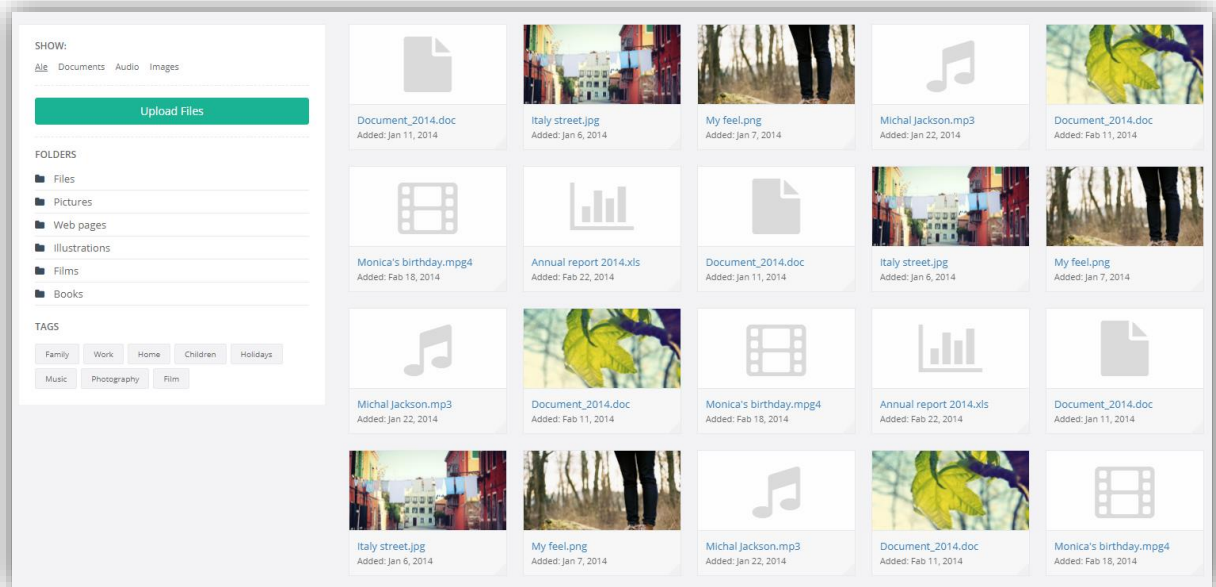 SHOW:
Ale Documents Audio Images
Upload Files
FOLDERS
Files
Pictures
Web pages
Illustrations
Films
Books
TAGS
Family Work Home Children Holidays
Music Photography Film
Document_2014.doc
Added: Jan 11, 2014
Italy street.jpg
Added: Jan 6, 2014
My feel.png
Added: Jan 7, 2014
Michal Jackson.mp3
Added: Jan 22, 2014
Document_2014.doc
Added: Fab 11, 2014
Monica's birthday.mpg4
Added: Fab 18, 2014
Annual report 2014.xls
Added: Fab 22, 2014
Document_2014.doc
Added: Jan 11, 2014
Italy street.jpg
Added: Jan 6, 2014
My feel.png
Added: Jan 7, 2014
Michal Jackson.mp3
Added: Jan 22, 2014
Document_2014.doc
Added: Fab 11, 2014
Monica's birthday.mpg4
Added: Fab 18, 2014
Annual report 2014.xls
Added: Fab 22, 2014
Document_2014.doc
Added: Jan 11, 2014
Italy street.jpg
Added: Jan 6, 2014
My feel.png
Added: Jan 7, 2014
Michal Jackson.mp3
Added: Jan 22, 2014
Document_2014.doc
Added: Fab 11, 2014
Monica's birthday.mpg4
Added: Fab 18, 2014